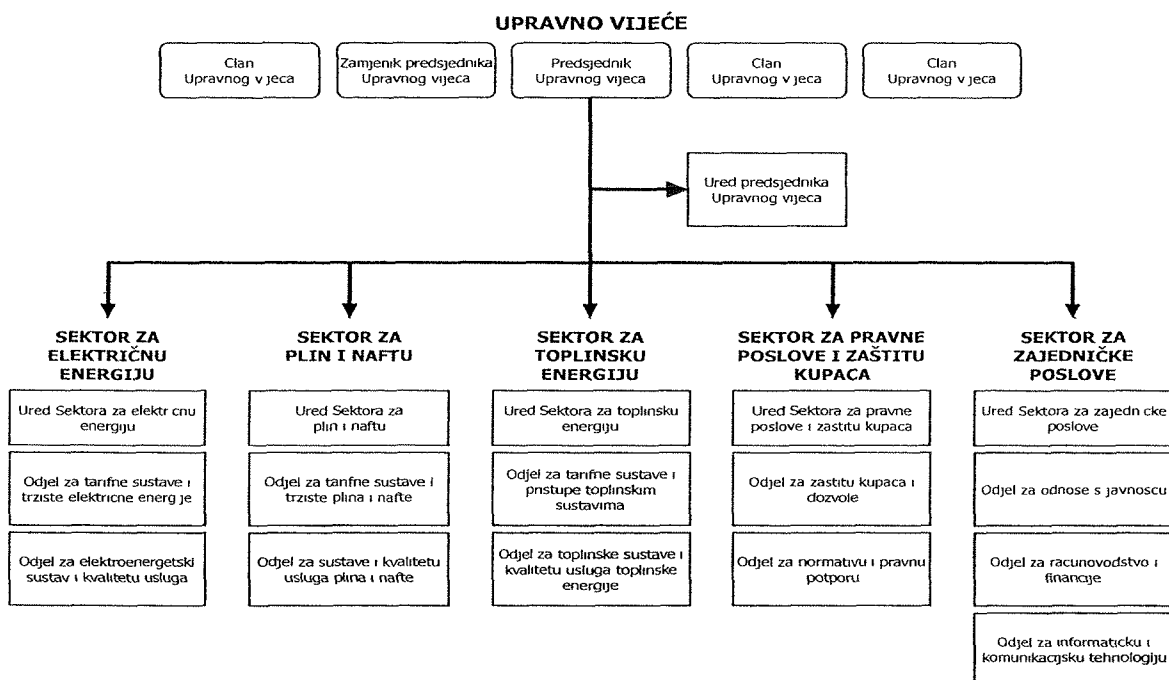 UPRAVNO VIJEĆE
Clan
Upravnog v jeca
Zamjenik predsjednika
Upravnog vijeca
Predsjednik
Upravnog vijeca
Clan
Upravnog v jeca
Clan
Upravnog v jeca
Ured predsjednika
Upravnog vijeca
SEKTOR ZA
ELEKTRIČNU
ENERGIJU
Ured Sektora za elektr cnu
energiju
Odjel za tarifne sustave i
trziste elektricne energ je
Odjel za elektroenergetski
sustav i kvalitetu usluga
SEKTOR ZA
PLIN I NAFTU
Ured Sektora za
plin i naftu
Odjel za tarifne sustave i
trziste plina i nafte
Odjel za sustave i kvalitetu
usluga plina i nafte
SEKTOR ZA
TOPLINSKU
ENERGIJU
Ured Sektora za toplinsku
energiju
Odjel za tarifne sustave i
pristupe toplinskim
sustavima
Odjel za toplinske sustave i
kvalitetu usluga toplinske
energije
SEKTOR ZA PRAVNE
POSLOVE I ZAŠTITU
KUPACA
Ured Sektora za pravne
poslove i zastitu kupaca
Odjel za zastitu kupaca i
dozvole
Odjel za normativu i pravnu
potporu
SEKTOR ZA
ZAJEDNIČKE
POSLOVE
Ured Sektora za zajedn cke
poslove
Odjel za odnose s javnoscu
Odjel za racunovodstvo i
financije
Odjel za informaticku i
komunikacijsku tehnologiju